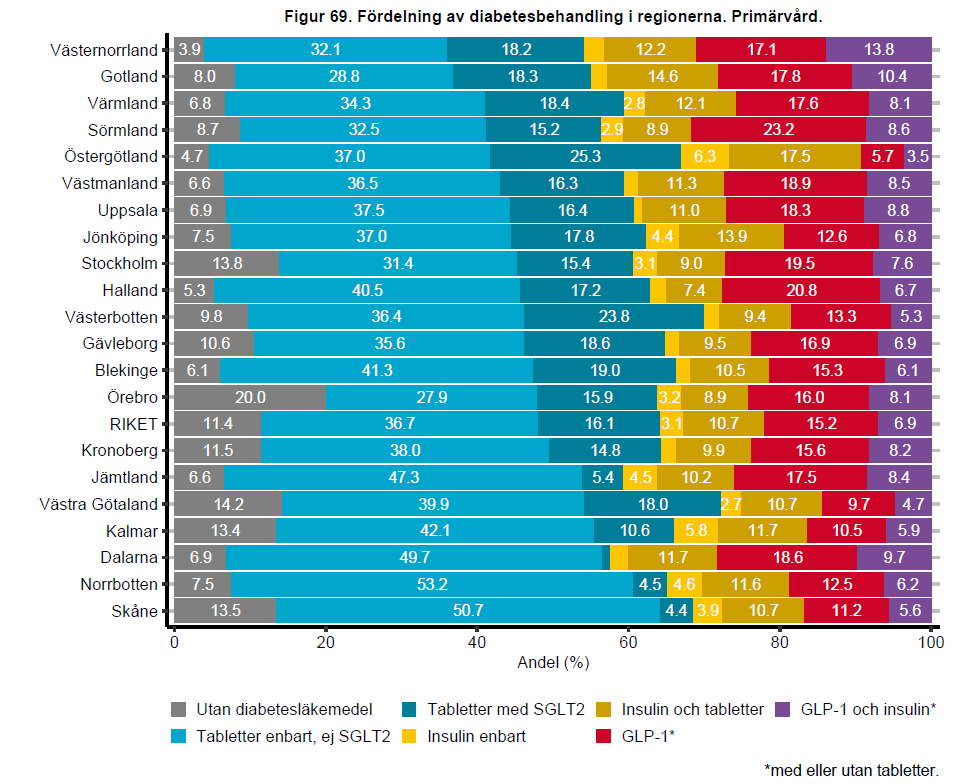 Figur 69. Fördelning av diabetesbehandling i regionerna. Primärvård.
Västernorrland 3.9 32.1 18.2 12.2 17.1 13.8
Gotland 8.0 28.8 18.3 14.6 17.8 10.4
Värmland 6.8 34.3 18.4 2.8 12.1 17.6 8.1
Sörmland 8.7 32.5 15.2 2.9 8.9 23.2 8.6
Östergötland 4.7 37.0 25.3 6.3 17.5 5.7 3.5
Västmanland 6.6 36.5 16.3 11.3 18.9 8.5
Uppsala 6.9 37.5 16.4 11.0 18.3 8.8
Jönköping 7.5 37.0 17.8 4.4 13.9 12.6 6.8
Stockholm 13.8 31.4 15.4 3.1 9.0 19.5 7.6
Halland 5.3 40.5 17.2 7.4 20.8 6.7
Västerbotten 9.8 36.4 23.8 9.4 13.3 5.3
Gävleborg 10.6 35.6 18.6 9.5 16.9 6.9
Blekinge 6.1 41.3 19.0 10.5 15.3 6.1
Örebro 20.0 27.9 15.9 3.2 8.9 16.0 8.1
RIKET 11.4 36.7 16.1 3.1 10.7 15.2 6.9
Kronoberg 11.5 38.0 14.8 9.9 15.6 8.2
Jämtland 6.6 47.3 5.4 4.5 10.2 17.5 8.4
Västra Götaland 14.2 39.9 18.0 2.7 10.7 9.7 4.7
Kalmar 13.4 42.1 10.6 5.8 11.7 10.5 5.9
Dalarna 6.9 49.7 11.7 18.6 9.7
Norrbotten 7.5 53.2 4.5 4.6 11.6 12.5 6.2
Skåne 13.5 50.7 4.4 3.9 10.7 11.2 5.6
0 20 40 60 80 100
Andel (%)
Utan diabetesläkemedel Tabletter med SGLT2 Insulin och tabletter GLP-1 och insulin*
Tabletter enbart, ej SGLT2 Insulin enbart GLP-1*
*med eller utan tabletter.